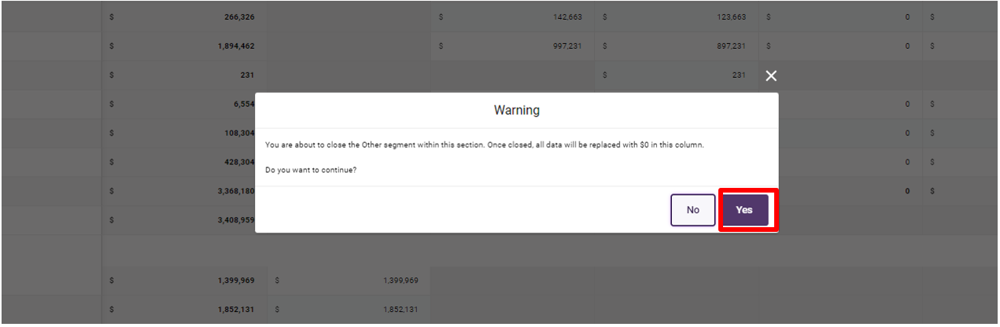 $ 266,326 $ 142,663 $ 123,663 $ 0 $
$ 1,894,462 $ 997,231 $ 897,231 $ 0 $
$ 231 $ 231
$ 6,554 0 $
Warning
$ 108,304 0 $
You are about to close the Other segment within this section. Once closed, all data will be replaced with $0 in this column.
$ 428,304 0 $
Do you want to continue?
$ 3,368,180 0 $
No Yes
$ 3,408,959
$ 1,399,969 $ 1,399,969
$ 1,852,131 $ 1,852,131